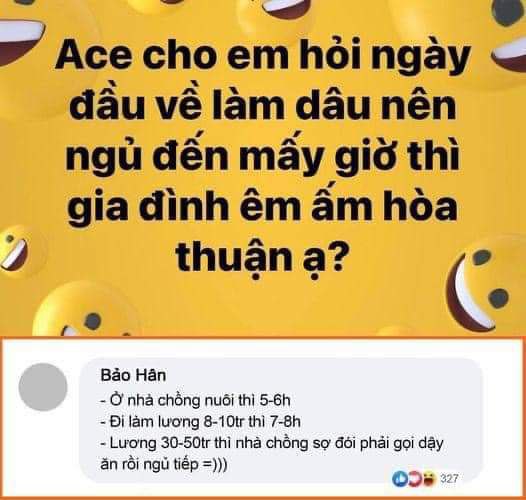 Ace cho em hỏi ngày
đầu về làm dâu nên
ngủ đến mấy giờ thì
gia đình êm ấm hòa
thuận ạ?
Bảo Hân
- Ở nhà chồng nuôi thì 5-6h
- Đi làm lương 8-10tr thì 7-8h
- Lương 30-50tr thì nhà chồng sợ đói phải gọi dậy
ăn rồi ngủ tiếp =)))
327